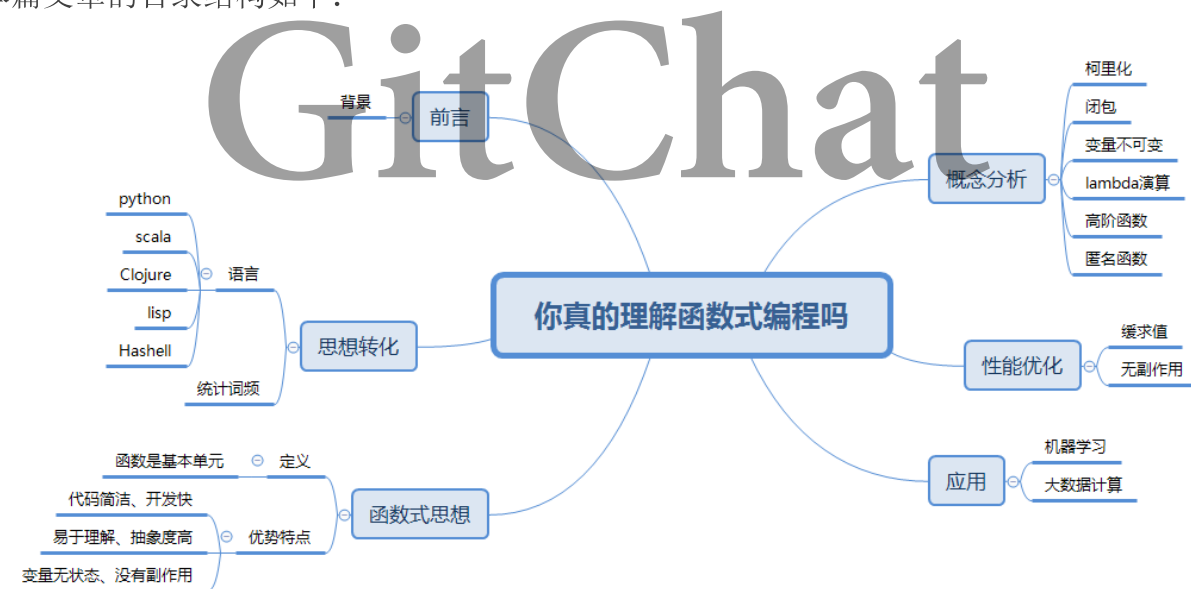 篇文章的目录结构如下:
GitChat
你真的理解函数式编程吗
前言
背景
思想转化
语言
python
scala
Clojure
lisp
Hashell
统计词频
函数式思想
定义
函数是基本单元
优势特点
代码简洁、开发快
易于理解、抽象度高
变量无状态、没有副作用
概念分析
柯里化
闭包
变量不可变
lambda演算
高阶函数
匿名函数
性能优化
缓求值
无副作用
应用
机器学习
大数据计算